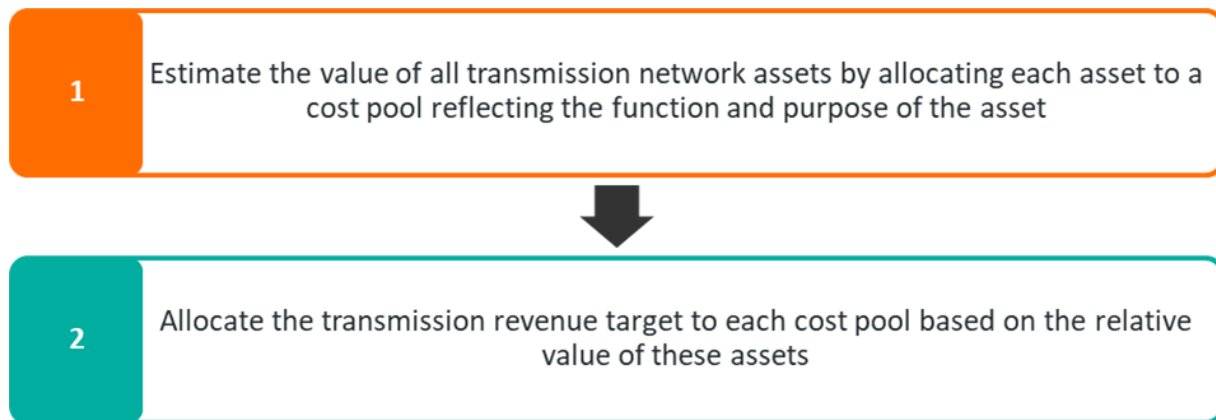 1
Estimate the value of all transmission network assets by allocating each asset to a
cost pool reflecting the function and purpose of the asset
2
Allocate the transmission revenue target to each cost pool based on the relative
value of these assets